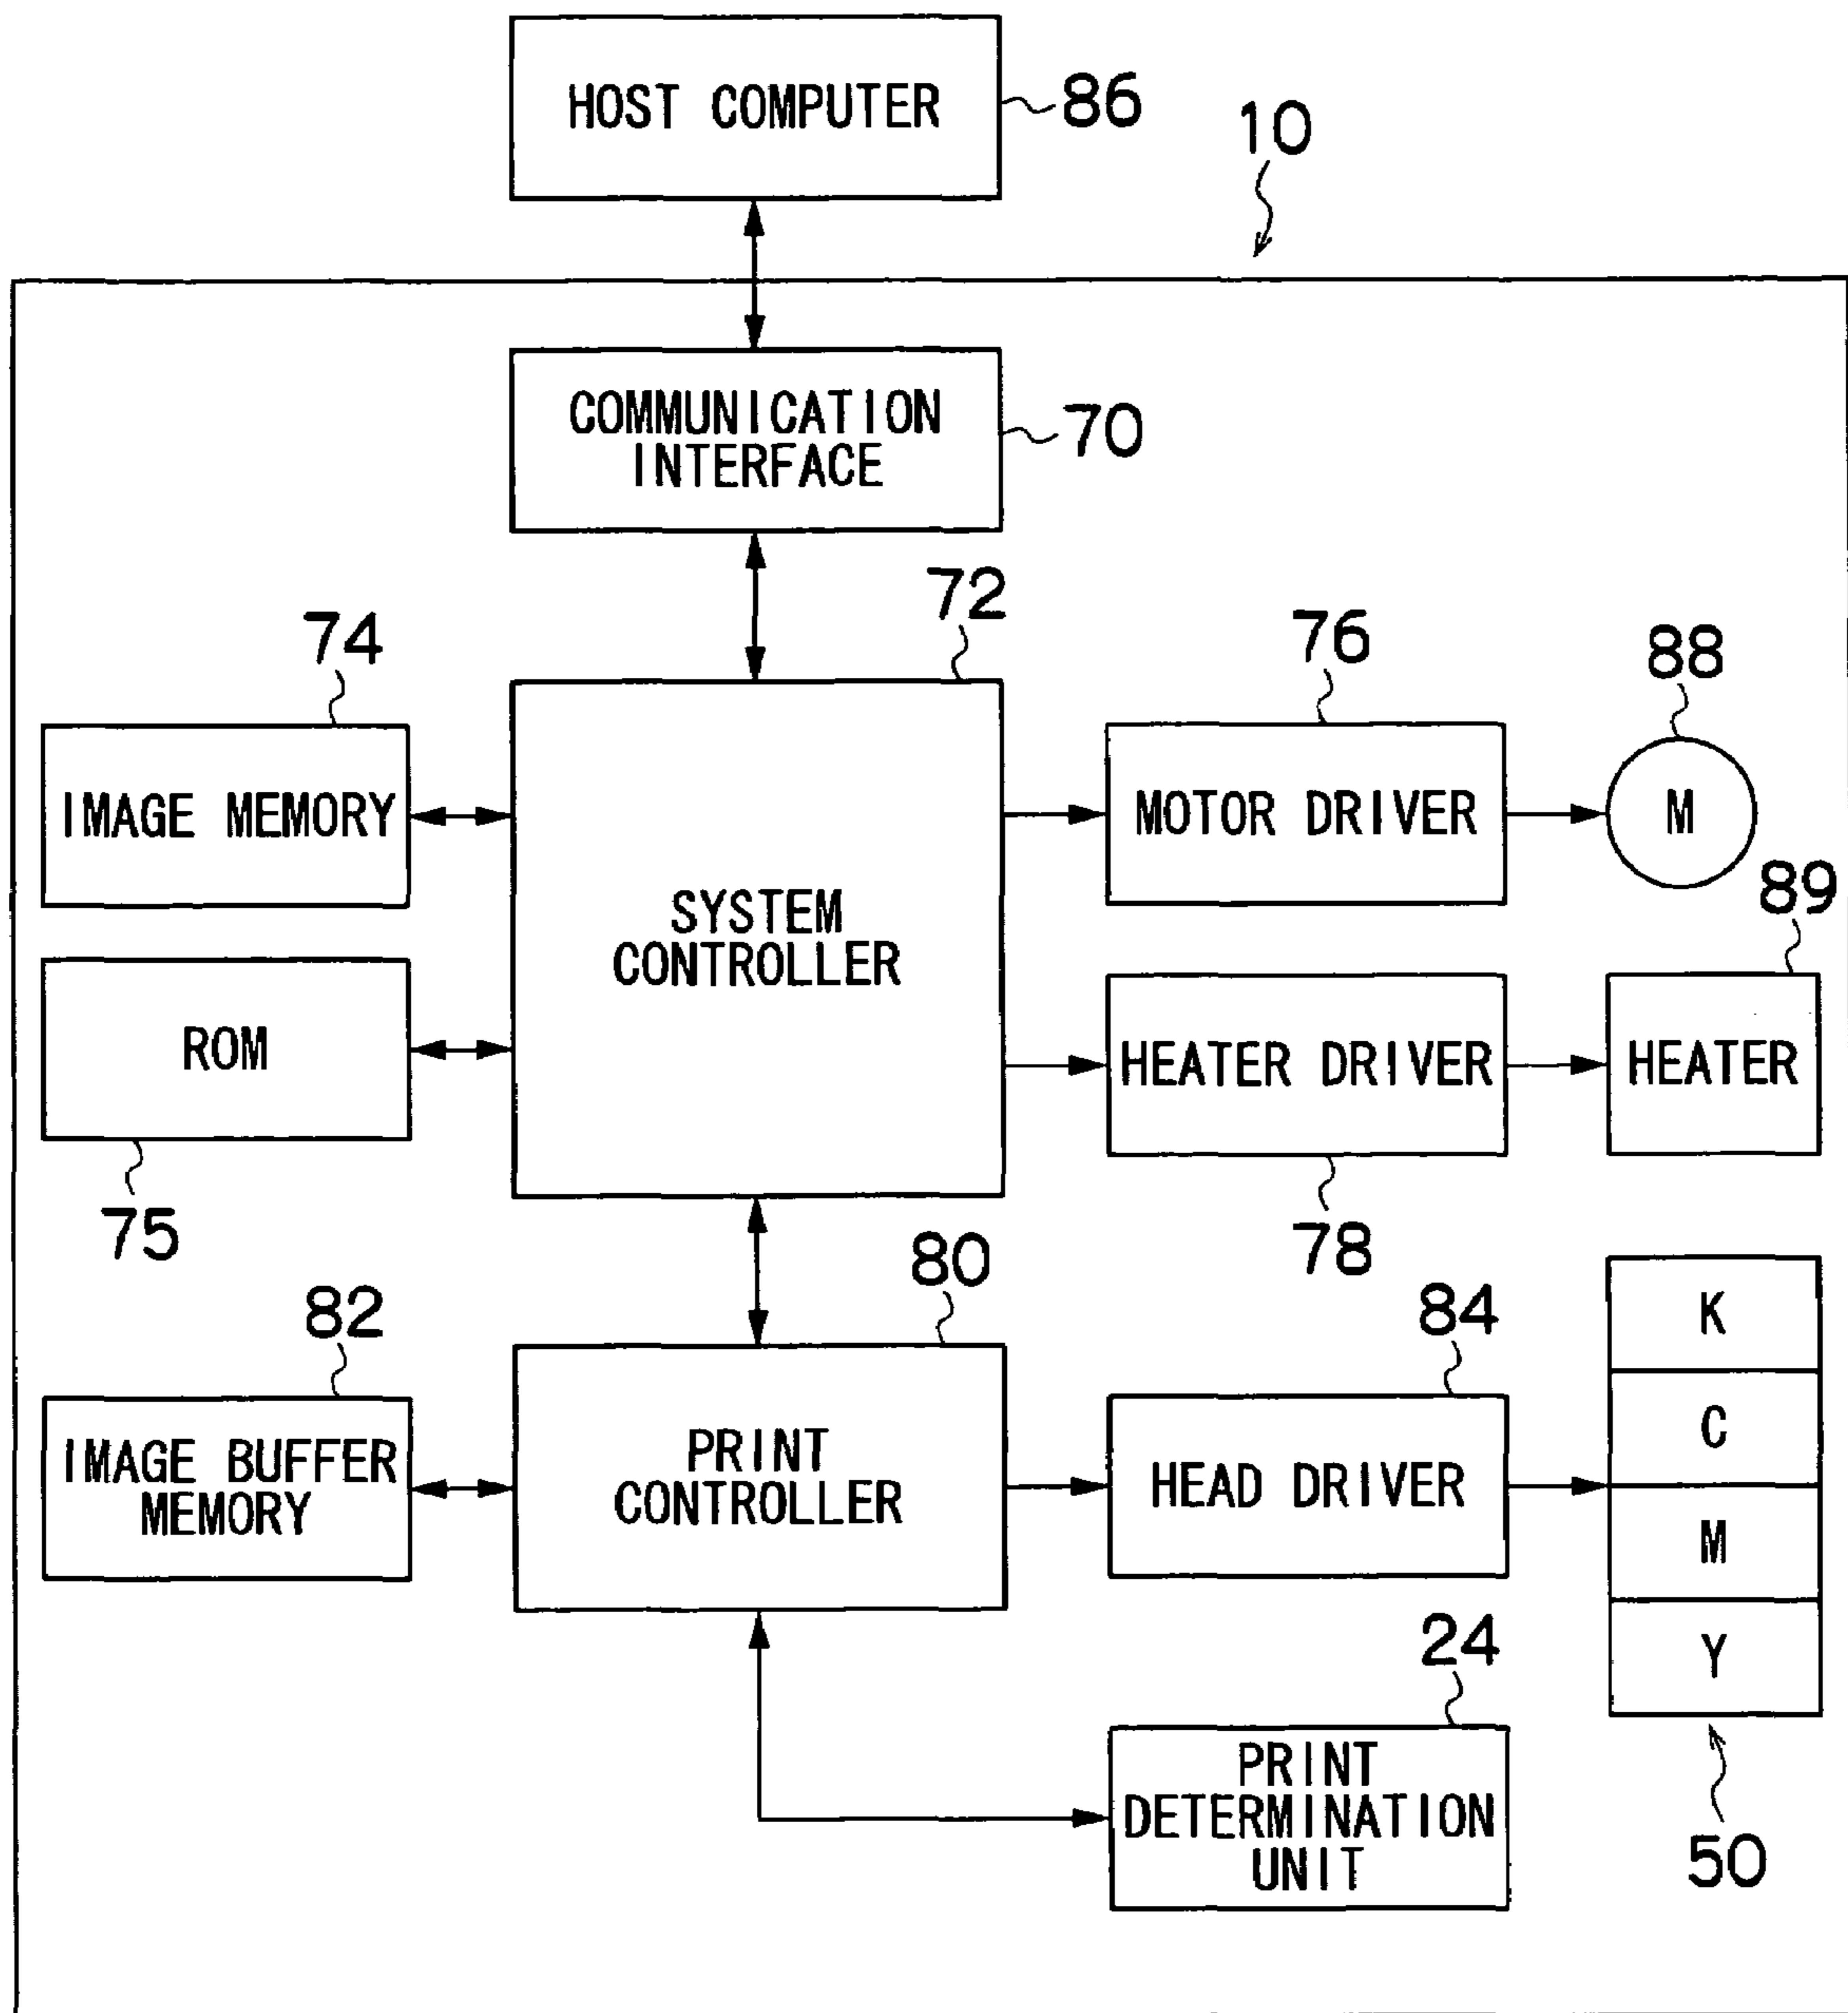 HOST COMPUTER
86
10
COMMUNICATION
INTERFACE
70
72
74
76
88
IMAGE MEMORY
MOTOR DRIVER
M
SYSTEM
CONTROLLER
89
ROM
HEATER DRIVER
HEATER
75
78
80
82
84
K
C
M
Y
IMAGE BUFFER
MEMORY
PRINT
CONTROLLER
HEAD DRIVER
24
PRINT
DETERMINATION
UNIT
50